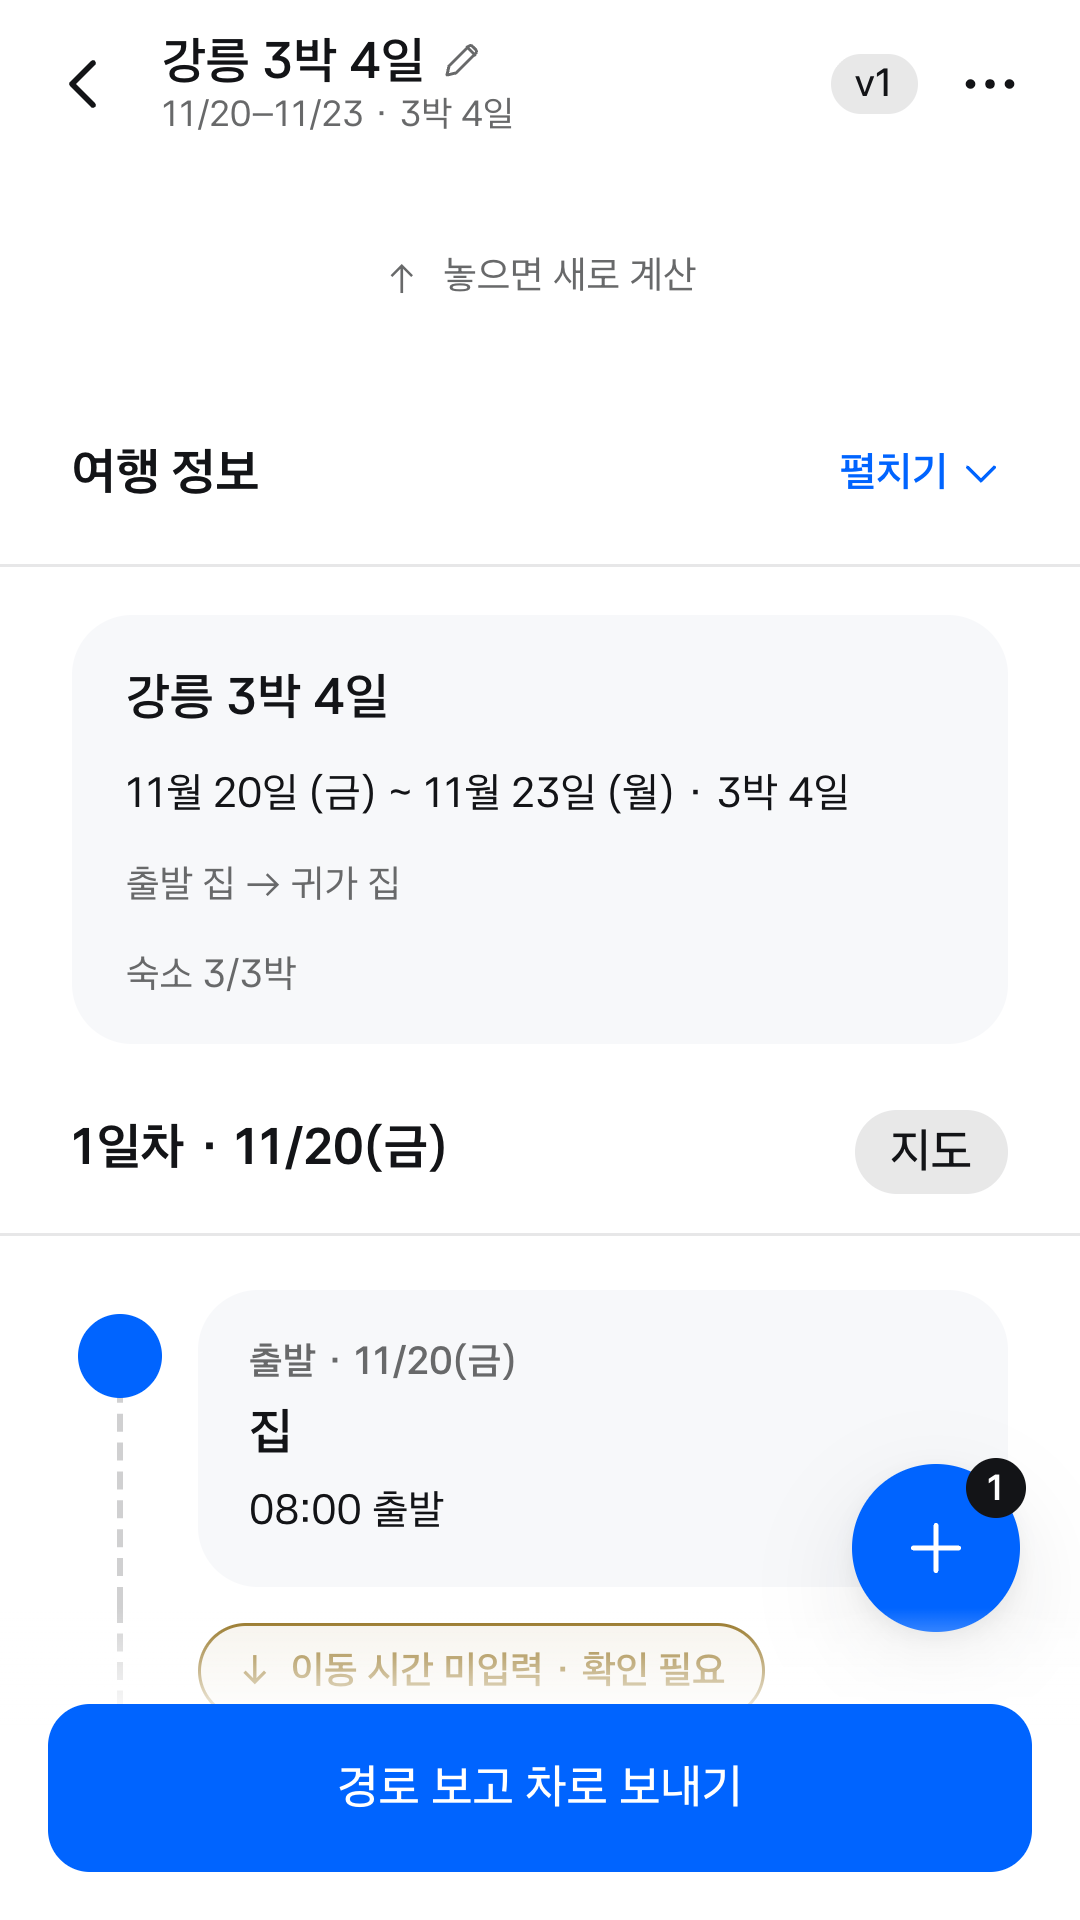 강릉 3박 4일
11/20–11/23 · 3박 4일
v1
↑ 놓으면 새로 계산
여행 정보
펼치기
강릉 3박 4일
11월 20일 (금) ~ 11월 23일 (월) · 3박 4일
출발 집 → 귀가 집
숙소 3/3박
1일차 · 11/20(금)
지도
출발 · 11/20(금)
집
08:00 출발
1
↓ 이동 시간 미입력 · 확인 필요
경로 보고 차로 보내기